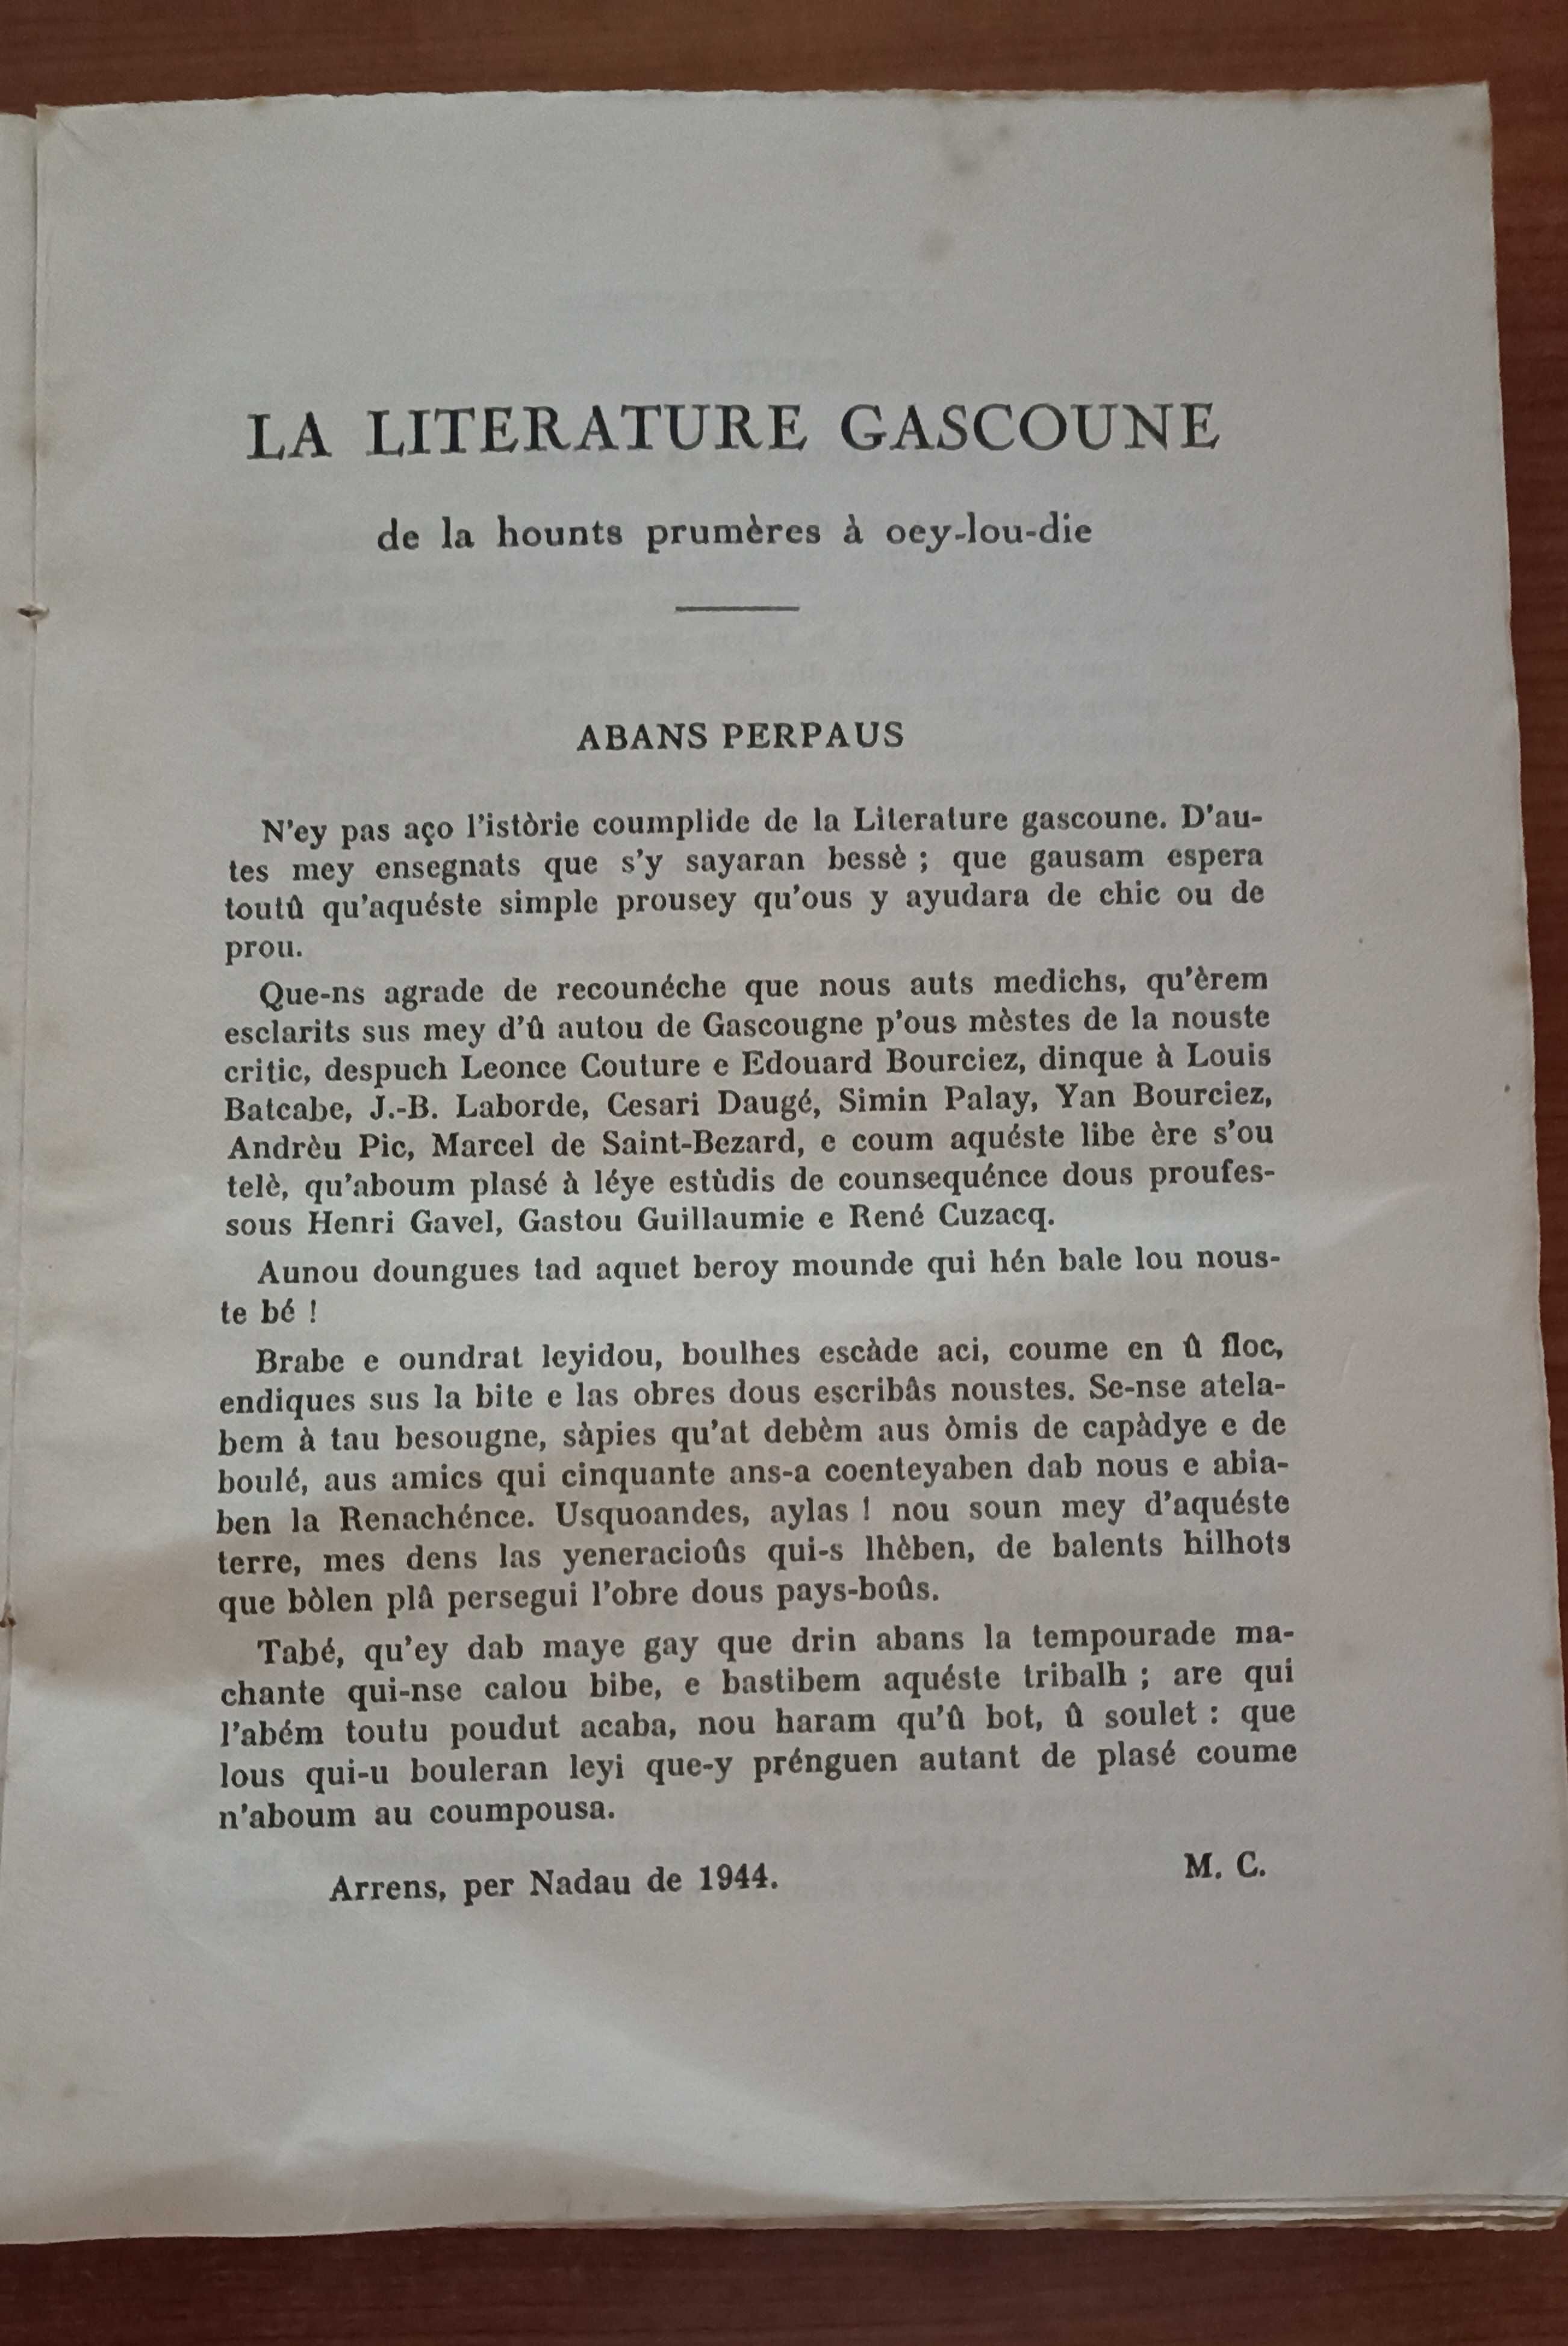 LA LITERATURE GASCOUNE
de la hounts prumères à oey-lou-die
ABANS PERPAUS
N'ey pas aço l'istòrie coumplide de la Literature gascoune. D'au-
tes mey ensegnats que s'y sayaran bessè ; que gausam espera
toutû qu'aquéste simple prousey qu'ous y ayudara de chic ou de
prou.
Que-ns agrade de recounéche que nous auts medichs, qu'èrem
esclarits sus mey d'û autou de Gascougne p'ous mèstes de la nouste
critic, despuch Leonce Couture e Edouard Bourciez, dinque à Louis
Batcabe, J.-B. Laborde, Cesari Daugé, Simin Palay, Yan Bourciez,
Andrèu Pic, Marcel de Saint-Bezard, e coum aquéste libe ère s'ou
telè, qu'aboum plasé à léye estùdis de counsequénce dous proufes-
sous Henri Gavel, Gastou Guillaumie e René Cuzacq.
Aunou doungues tad aquet beroy mounde qui hén bale lou nous-
te bé !
Brabe e oundrat leyidou, boulhes escàde aci, coume en û floc,
endiques sus la bite e las obres dous escribâs noustes. Se-nse atela-
bem à tau besougne, sàpies qu'at debèm aus òmis de capàdye e de
boulé, aus amics qui cinquante ans-a coenteyaben dab nous e abia-
ben la Renachénce. Usquoandes, aylas ! nou soun mey d'aquéste
terre, mes dens las yeneracioûs qui-s lhèben, de balents hilhots
que bòlen plâ persegui l'obre dous pays-boûs.
Tabé, qu'ey dab maye gay que drin abans la tempourade ma-
chante qui-nse calou bibe, e bastibem aquéste tribalh ; are qui
l'abém toutu poudut acaba, nou haram qu'û bot, û soulet : que
lous qui-u bouleran leyi que-y prénguen autant de plasé coume
n'aboum au coumpousa.
Arrens, per Nadau de 1944.
M. C.